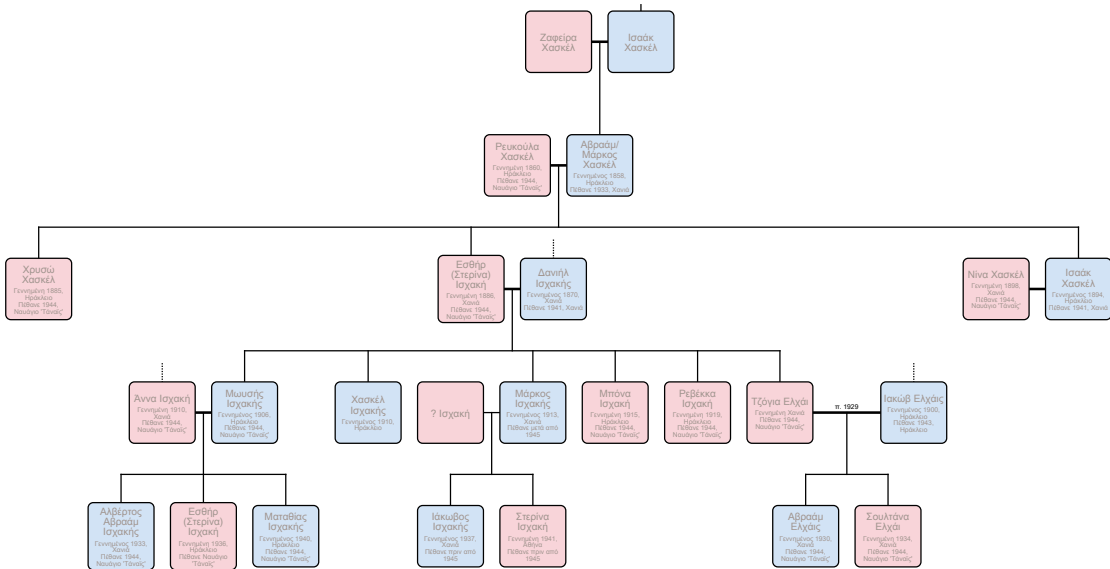 Ζαφείρα
Χασκέλ
Ισαάκ
Χασκέλ
Ρευκούλα
Χασκέλ
Γεννημένη 1860,
Ηράκλειο
Πέθανε 1944,
Ναυάγιο "Τάναϊς"
Αβραάμ/
Μάρκος
Χασκέλ
Γεννημένος 1858,
Ηράκλειο
Πέθανε 1933, Χανιά
Χρυσώ
Χασκέλ
Γεννημένη 1885,
Ηράκλειο
Πέθανε 1944,
Ναυάγιο "Τάναϊς"
Εσθήρ
(Στερίνα)
Ισχακή
Γεννημένη 1886,
Χανιά
Πέθανε 1944,
Ναυάγιο "Τάναϊς"
Δανιήλ
Ισχακής
Γεννημένος 1870,
Χανιά
Πέθανε 1941, Χανιά
Νίνα Χασκέλ
Γεννημένη 1898,
Χανιά
Πέθανε 1944,
Ναυάγιο "Τάναϊς"
Ισαάκ
Χασκέλ
Γεννημένος 1894,
Ηράκλειο
Πέθανε 1941, Χανιά
Άννα Ισχακή
Γεννημένη 1910,
Χανιά
Πέθανε 1944,
Ναυάγιο "Τάναϊς"
Μωυσής
Ισχακής
Γεννημένος 1906,
Ηράκλειο
Πέθανε 1944,
Ναυάγιο "Τάναϊς"
Χασκέλ
Ισχακής
Γεννημένος 1910,
Ηράκλειο
? Ισχακή
Μάρκος
Ισχακής
Γεννημένος 1913,
Χανιά
Πέθανε μετά από
1945
Μπόνα
Ισχακή
Γεννημένη 1915,
Ηράκλειο
Πέθανε 1944,
Ναυάγιο "Τάναϊς"
Ρεβέκκα
Ισχακή
Γεννημένη 1919,
Ηράκλειο
Πέθανε 1944,
Ναυάγιο "Τάναϊς"
Τζόγια Ελχάι
Γεννημένη Χανιά
Πέθανε 1944,
Ναυάγιο "Τάναϊς"
π. 1929
Ιακώβ Ελχάις
Γεννημένος 1900,
Ηράκλειο
Πέθανε 1943,
Ηράκλειο
Αλβέρτος
Αβραάμ
Ισχακής
Γεννημένος 1933,
Χανιά
Πέθανε 1944,
Ναυάγιο "Τάναϊς"
Εσθήρ
(Στερίνα)
Ισχακή
Γεννημένη 1936,
Ηράκλειο
Πέθανε Ναυάγιο
"Τάναϊς"
Ματαθίας
Ισχακής
Γεννημένος 1940,
Ηράκλειο
Πέθανε 1944,
Ναυάγιο "Τάναϊς"
Ιάκωβος
Ισχακής
Γεννημένος 1937,
Χανιά
Πέθανε πριν από
1945
Στερίνα
Ισχακή
Γεννημένη 1941,
Αθήνα
Πέθανε πριν από
1945
Αβραάμ
Ελχάις
Γεννημένος 1930,
Χανιά
Πέθανε 1944,
Ναυάγιο "Τάναϊς"
Σουλτάνα
Ελχάι
Γεννημένη 1934,
Χανιά
Πέθανε 1944,
Ναυάγιο "Τάναϊς"